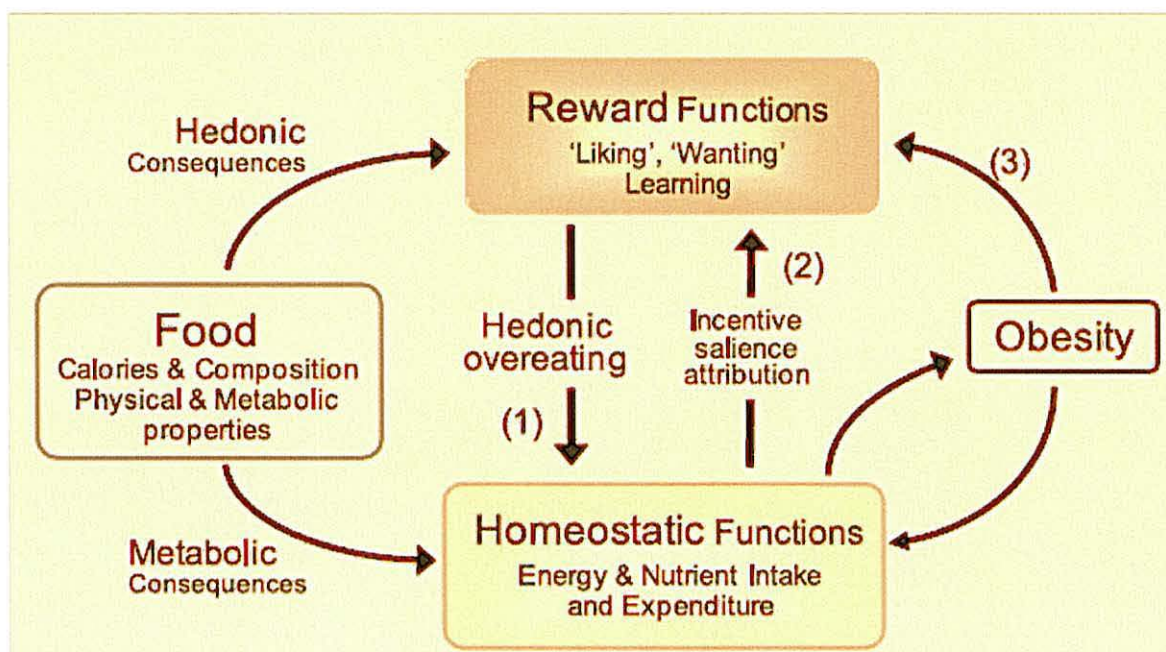 Reward Functions
'Liking', 'Wanting'
Learning
Hedonic
Consequences
(3)
(2)
Food
Calories & Composition
Physical & Metabolic
properties
Hedonic
overeating
(1)
Incentive
salience
attribution
Obesity
Homeostatic Functions
Energy & Nutrient Intake
and Expenditure
Metabolic
Consequences